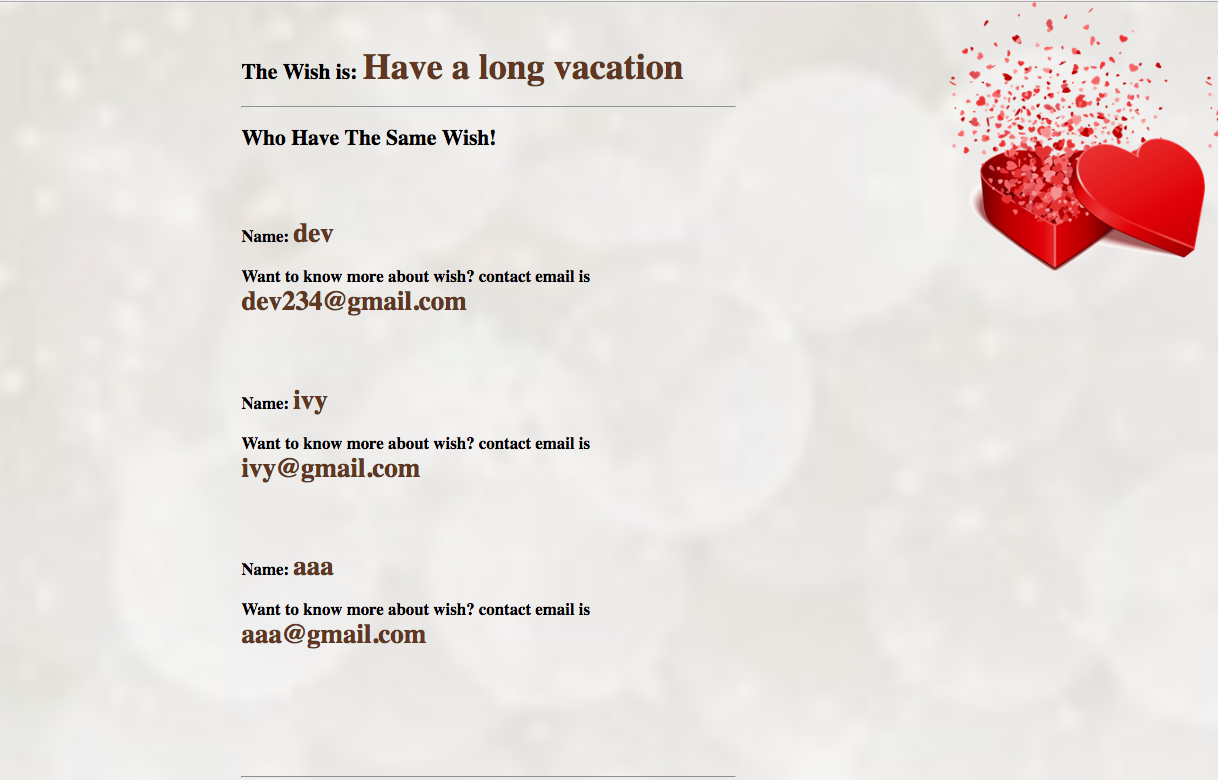 The Wish is: Have a long vacation
Who Have The Same Wish!
Name: dev
Want to know more about wish? contact email is
dev234@gmail.com
Name: ivy
Want to know more about wish? contact email is
ivy@gmail.com
Name: aaa
Want to know more about wish? contact email is
aaa@gmail.com